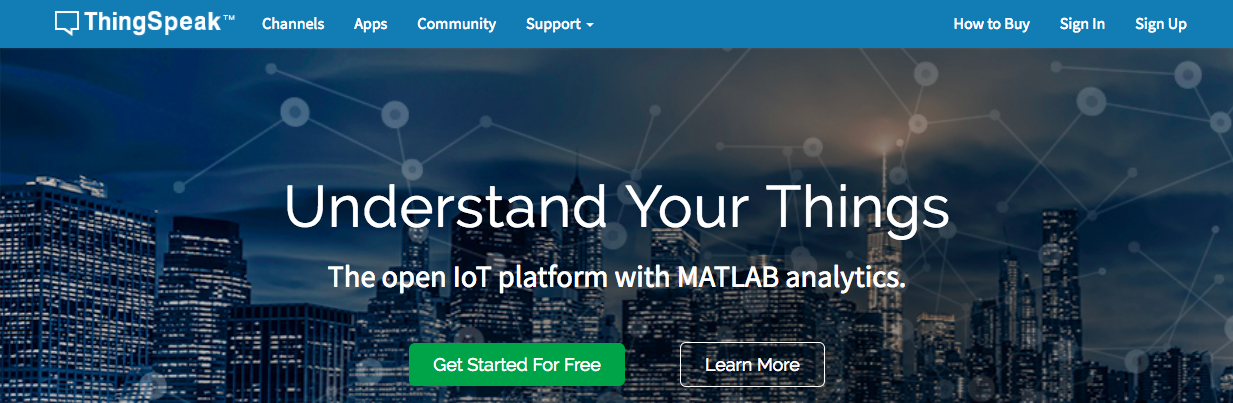 ThingSpeak™ Channels Apps Community Support How to Buy Sign In Sign Up
Understand Your Things
The open IoT platform with MATLAB analytics.
Get Started For Free Learn More